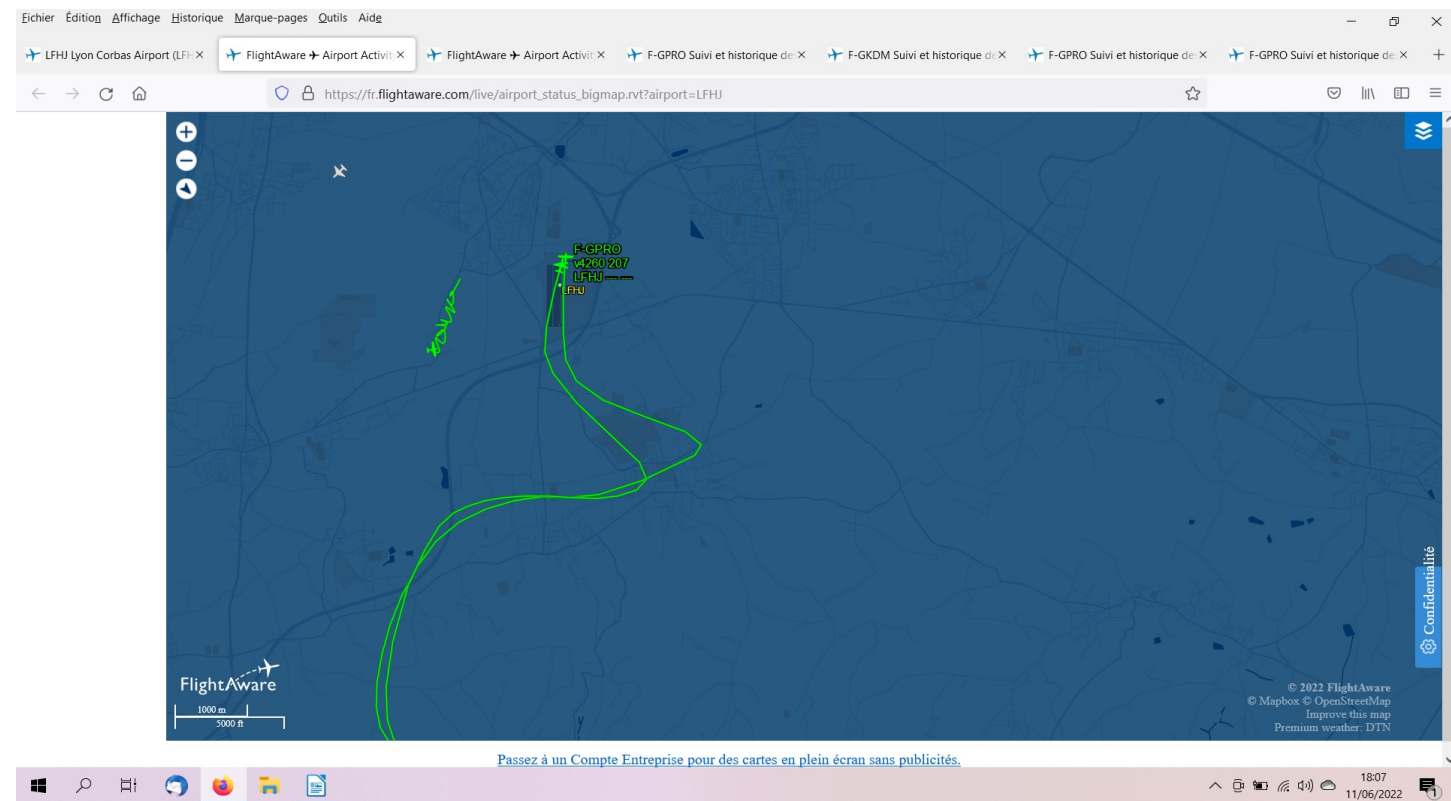 Fichier Édition Affichage Historique Marque-pages Outils Aide
LFHJ Lyon Corbas Airport (LFH
FlightAware ✈ Airport Activit
FlightAware ✈ Airport Activit
F-GPRO Suivi et historique de
F-GKDM Suivi et historique de
F-GPRO Suivi et historique de
F-GPRO Suivi et historique de
https://fr.flightaware.com/live/airport_status_bigmap.rvt?airport=LFHJ
F-GPRO
v4260 207
LFHJ — —
LFHJ
Confidentialité
FlightAware
1000 m
5000 ft
© 2022 FlightAware
© Mapbox © OpenStreetMap
Improve this map
Premium weather: DTN
Passez à un Compte Entreprise pour des cartes en plein écran sans publicités.
18:07
11/06/2022
1